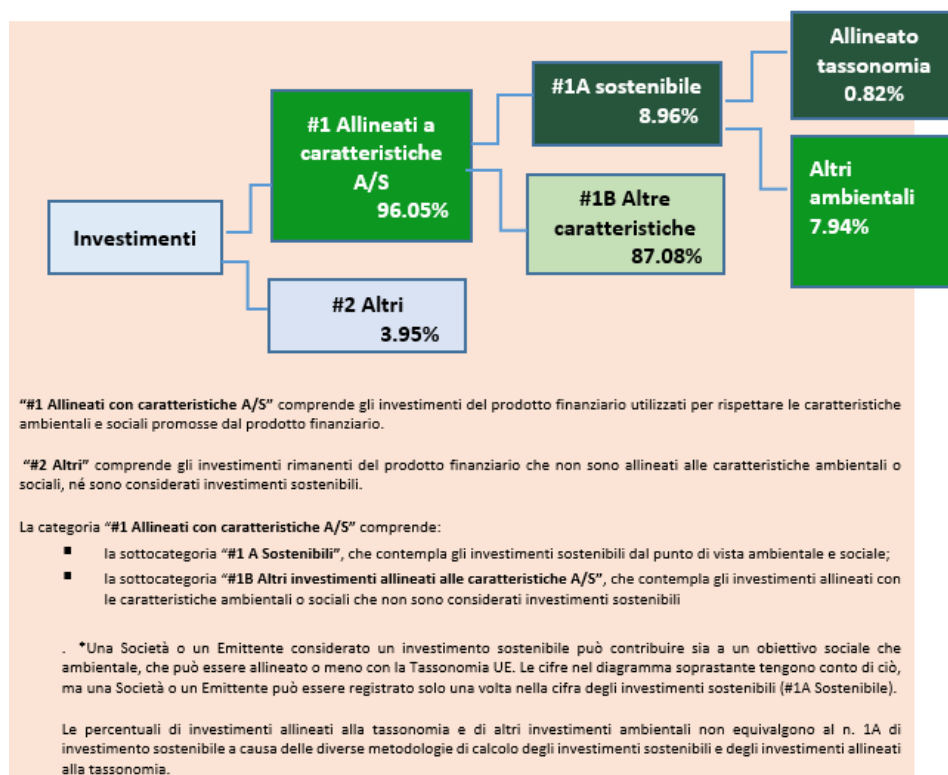 Allineato
tassonomia
0.82%
#1A sostenibile
8.96%
#1 Allineati a
caratteristiche
A/S
96.05%
Altri
ambientali
7.94%
#1B Altre
caratteristiche
87.08%
Investimenti
#2 Altri
3.95%
“#1 Allineati con caratteristiche A/S” comprende gli investimenti del prodotto finanziario utilizzati per rispettare le caratteristiche
ambientali e sociali promosse dal prodotto finanziario.
“#2 Altri” comprende gli investimenti rimanenti del prodotto finanziario che non sono allineati alle caratteristiche ambientali o
sociali, né sono considerati investimenti sostenibili.
La categoria “#1 Allineati con caratteristiche A/S” comprende:
▪ la sottocategoria “#1 A Sostenibili”, che contempla gli investimenti sostenibili dal punto di vista ambientale e sociale;
▪ la sottocategoria “#1B Altri investimenti allineati alle caratteristiche A/S”, che contempla gli investimenti allineati con
le caratteristiche ambientali o sociali che non sono considerati investimenti sostenibili
. *Una Società o un Emittente considerato un investimento sostenibile può contribuire sia a un obiettivo sociale che
ambientale, che può essere allineato o meno con la Tassonomia UE. Le cifre nel diagramma soprastante tengono conto di ciò,
ma una Società o un Emittente può essere registrato solo una volta nella cifra degli investimenti sostenibili (#1A Sostenibile).
Le percentuali di investimenti allineati alla tassonomia e di altri investimenti ambientali non equivalgono al n. 1A di
investimento sostenibile a causa delle diverse metodologie di calcolo degli investimenti sostenibili e degli investimenti allineati
alla tassonomia.